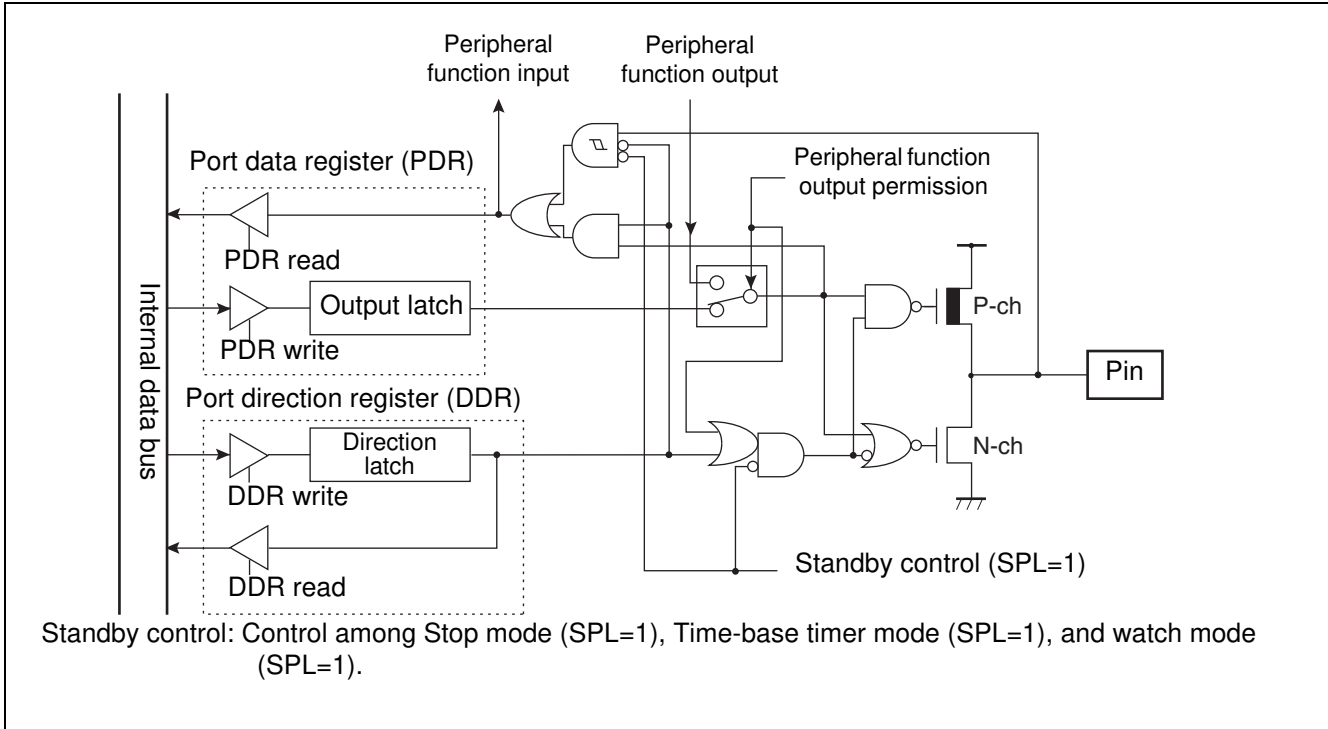 Peripheral
function input
Peripheral
function output
Port data register (PDR)
Peripheral function
output permission
PDR read
Output latch
PDR write
P-ch
Pin
Internal data bus
Port direction register (DDR)
Direction
latch
N-ch
DDR write
DDR read
Standby control (SPL=1)
Standby control: Control among Stop mode (SPL=1), Time-base timer mode (SPL=1), and watch mode
(SPL=1).